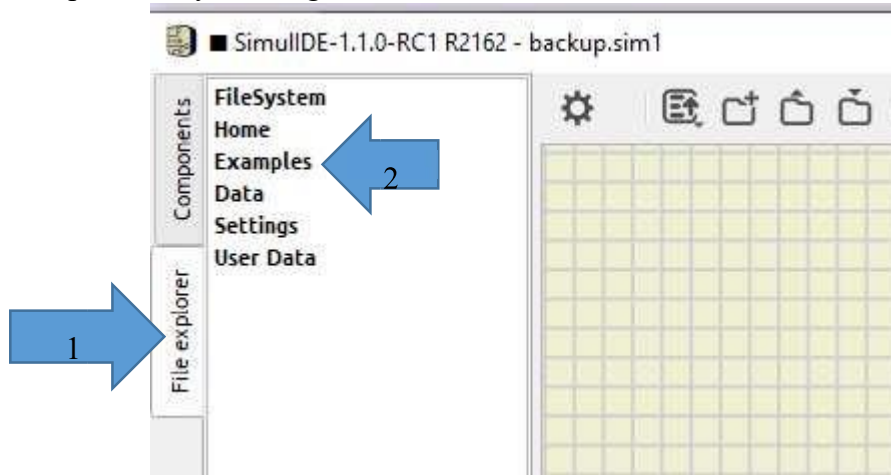 SimulIDE-1.1.0-RC1 R2162 - backup.sim1
Components
File explorer
FileSystem
Home
Examples
Data
Settings
User Data
1
2